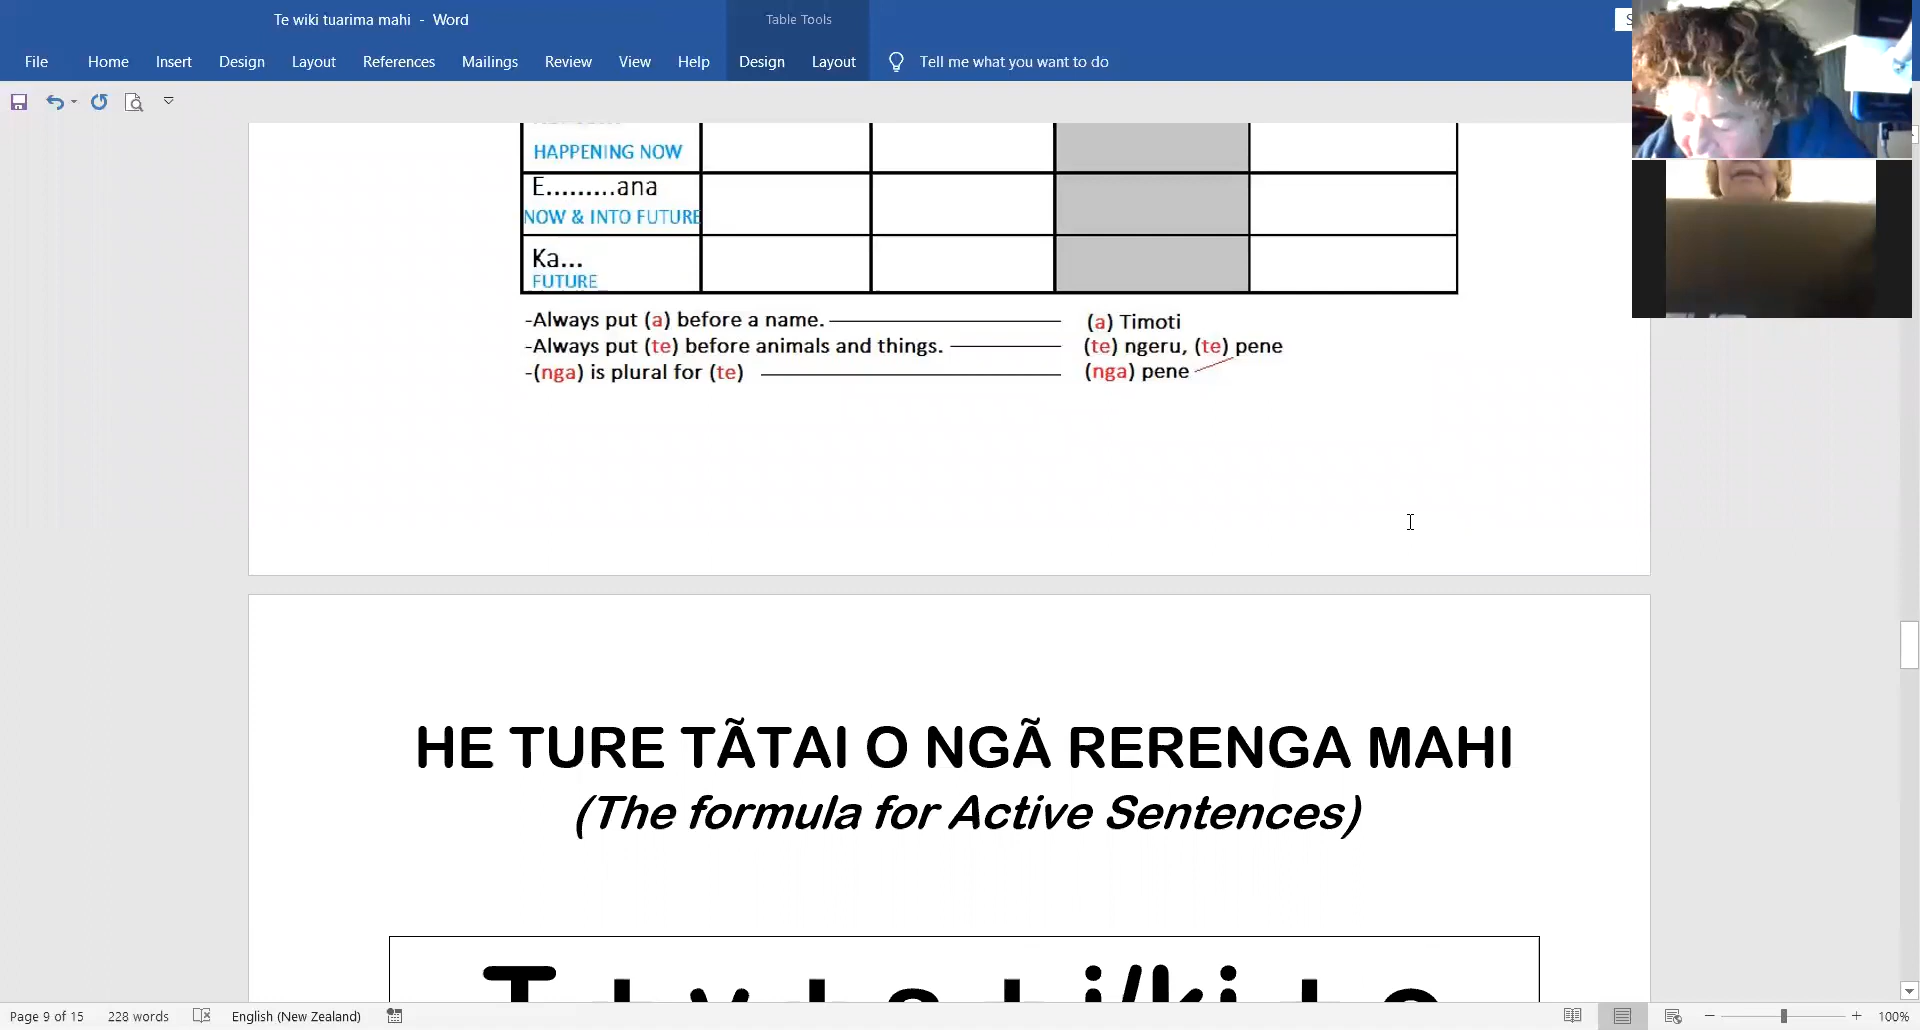 Te wiki tuarima mahi - Word
Table Tools
File Home Insert Design Layout References Mailings Review View Help Design Layout Tell me what you want to do
HAPPENING NOW
E.........ana
NOW & INTO FUTURE
Ka...
FUTURE
-Always put (a) before a name. (a) Timoti
-Always put (te) before animals and things. (te) ngeru, (te) pene
-(nga) is plural for (te) (nga) pene
HE TURE TÃTAI O NGÃ RERENGA MAHI
(The formula for Active Sentences)
T + v + s + i/ki + o
Page 9 of 15 228 words English (New Zealand) 100%